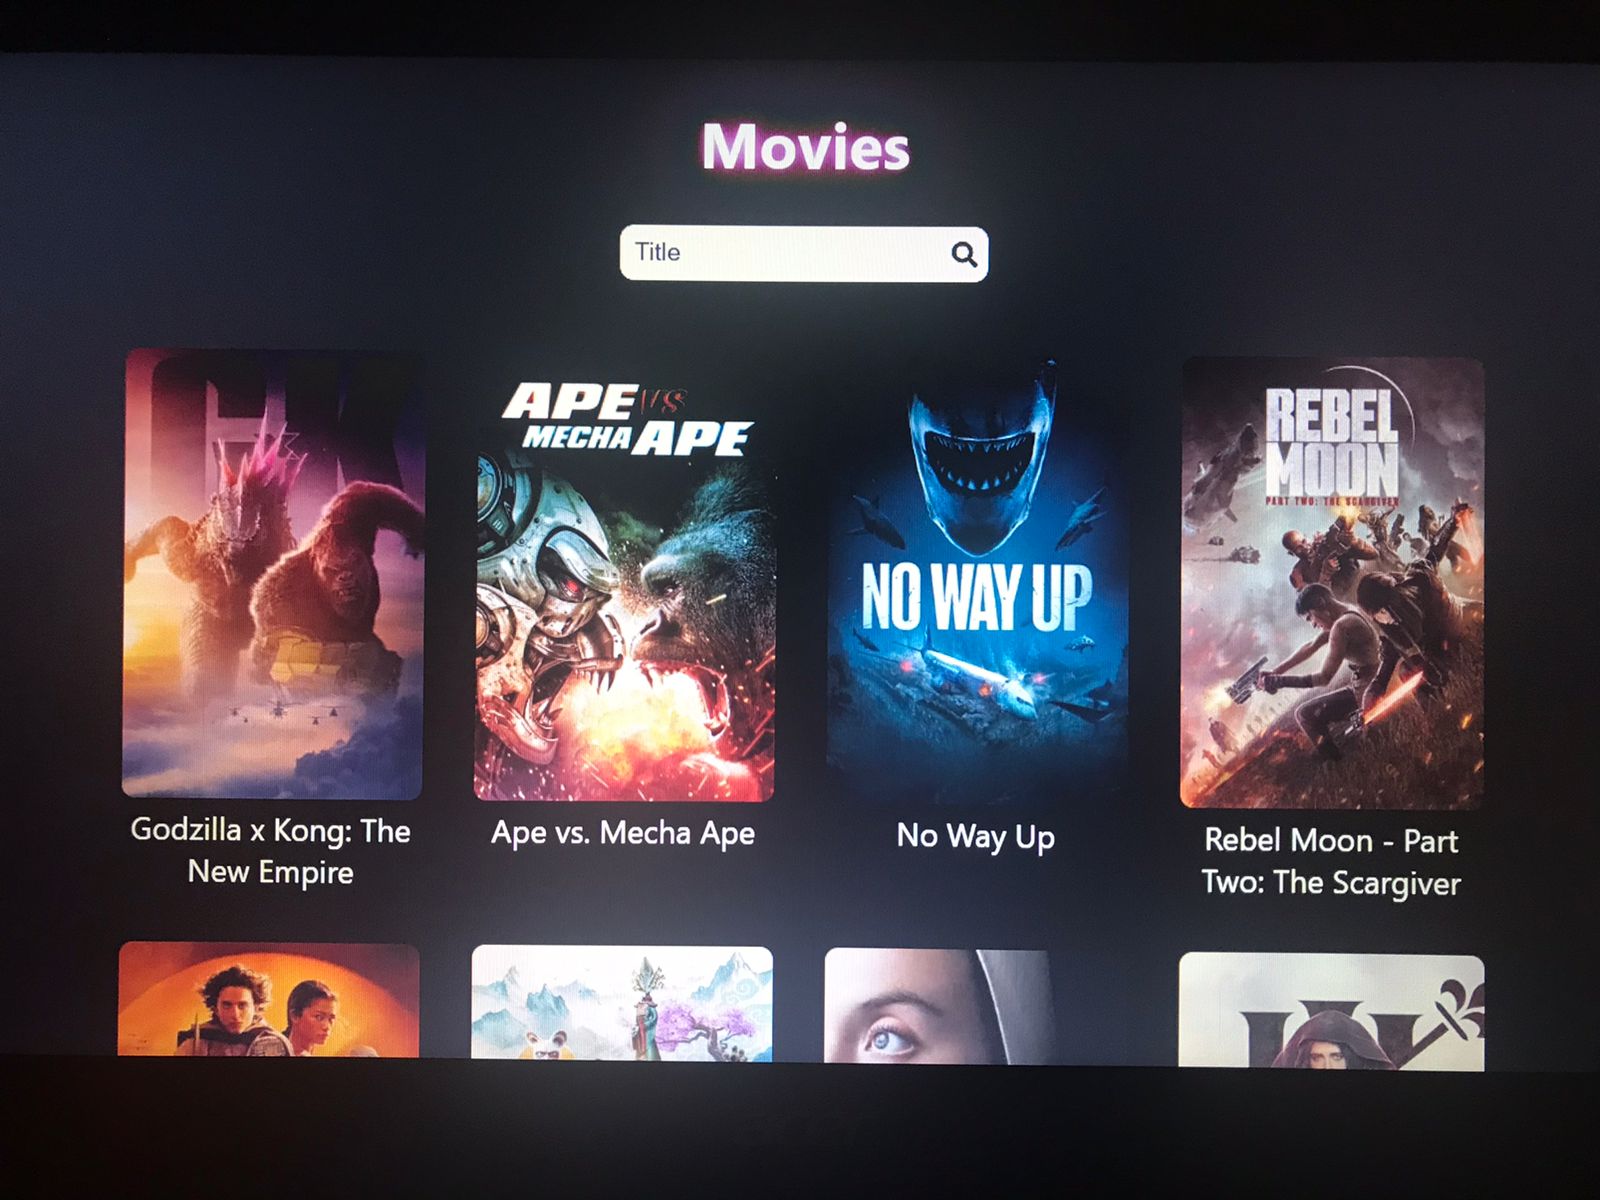 Movies
Title
APE VS
MECHA APE
NO WAY UP
REBEL
MOON
PART TWO: THE SCARGIVER
Godzilla x Kong: The
New Empire
Ape vs. Mecha Ape
No Way Up
Rebel Moon - Part
Two: The Scargiver